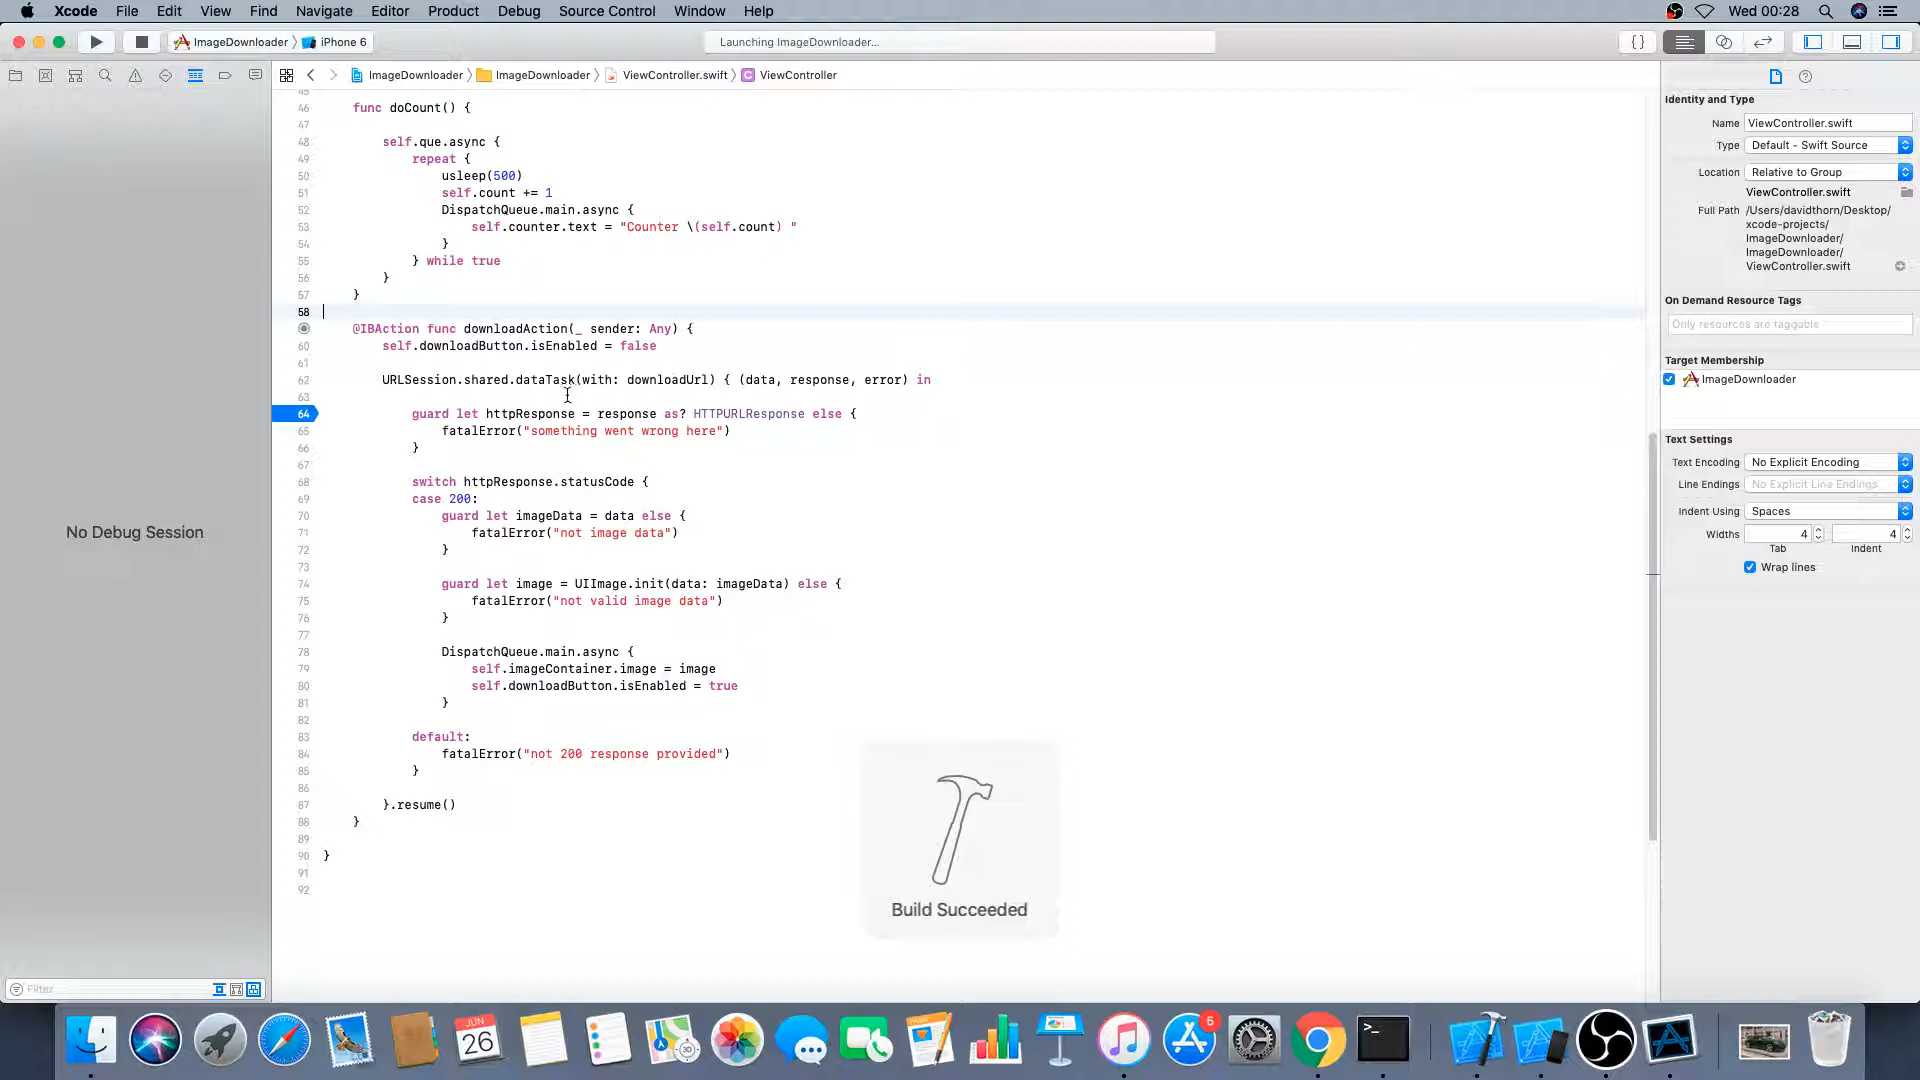 Xcode File Edit View Find Navigate Editor Product Debug Source Control Window Help Wed 00:28
ImageDownloader iPhone 6 Launching ImageDownloader...
ImageDownloader ImageDownloader ViewController.swift C ViewController
45
46 func doCount() {
47
48 self.que.async {
49 repeat {
50 usleep(500)
51 self.count += 1
52 DispatchQueue.main.async {
53 self.counter.text = "Counter \(self.count) "
54 }
55 } while true
56 }
57 }
58
@IBAction func downloadAction(_ sender: Any) {
60 self.downloadButton.isEnabled = false
61
62 URLSession.shared.dataTask(with: downloadUrl) { (data, response, error) in
63
64 guard let httpResponse = response as? HTTPURLResponse else {
65 fatalError("something went wrong here")
66 }
67
68 switch httpResponse.statusCode {
69 case 200:
70 guard let imageData = data else {
71 fatalError("not image data")
72 }
73
74 guard let image = UIImage.init(data: imageData) else {
75 fatalError("not valid image data")
76 }
77
78 DispatchQueue.main.async {
79 self.imageContainer.image = image
80 self.downloadButton.isEnabled = true
81 }
82
83 default:
84 fatalError("not 200 response provided")
85 }
86
87 }.resume()
88 }
89
90 }
91
92
No Debug Session
Filter
Build Succeeded
Identity and Type
Name ViewController.swift
Type Default - Swift Source
Location Relative to Group
ViewController.swift
Full Path /Users/davidthorn/Desktop/
xcode-projects/
ImageDownloader/
ImageDownloader/
ViewController.swift
On Demand Resource Tags
Only resources are taggable
Target Membership
ImageDownloader
Text Settings
Text Encoding No Explicit Encoding
Line Endings No Explicit Line Endings
Indent Using Spaces
Widths 4 4
Tab Indent
Wrap lines
JUN
26
3D
5
>_